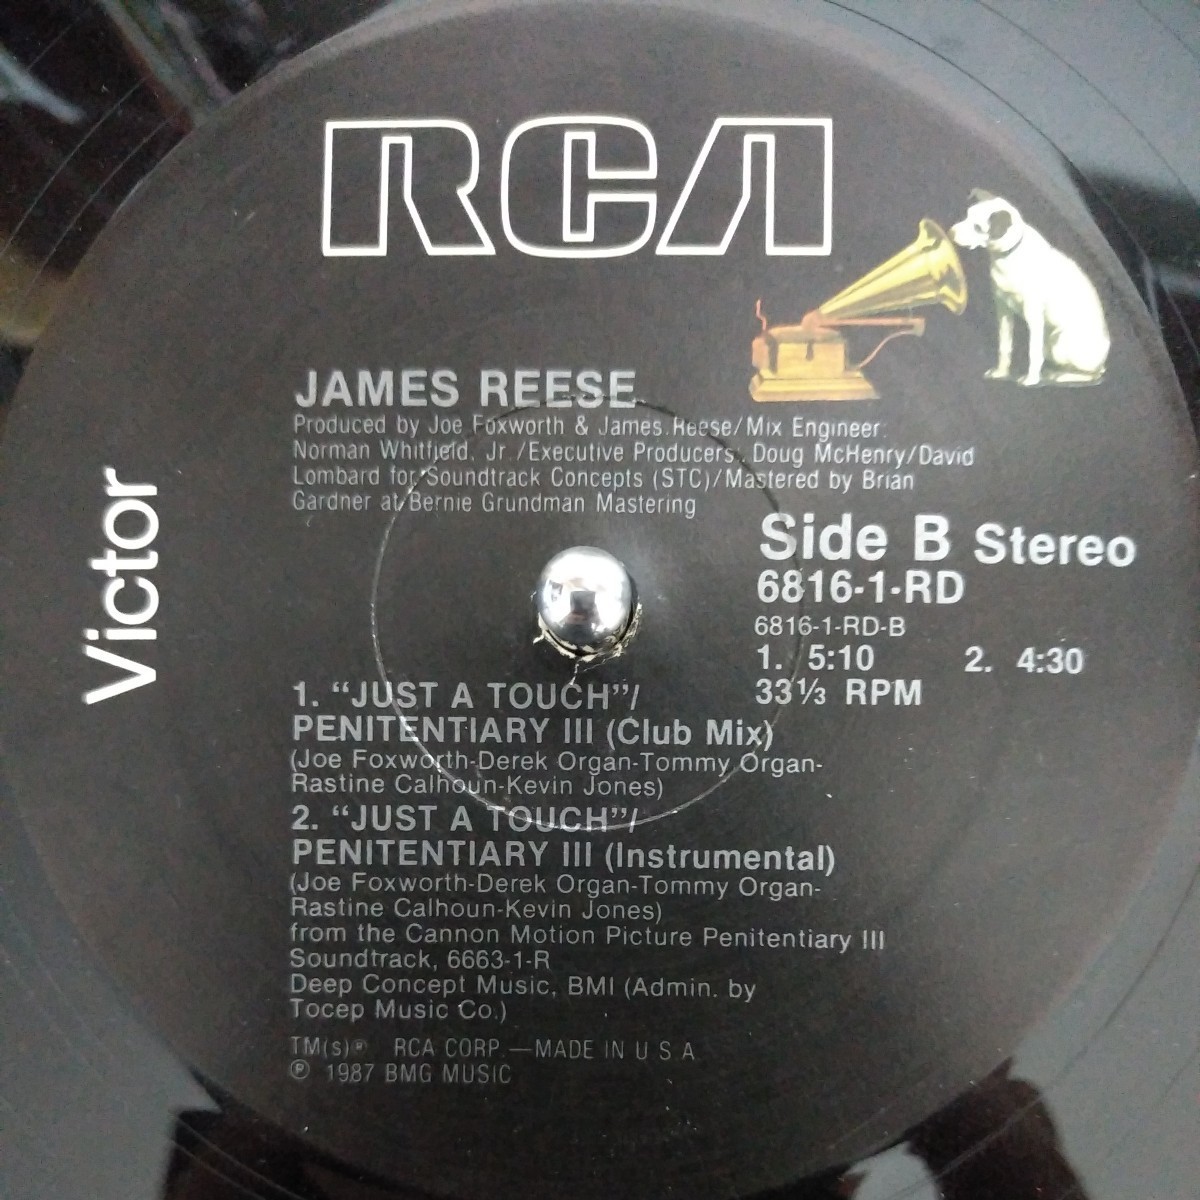 RCA
Victor
JAMES REESE
Produced by Joe Foxworth & James Reese/Mix Engineer:
Norman Whitfield, Jr./Executive Producers: Doug McHenry/David
Lombard for Soundtrack Concepts (STC)/Mastered by Brian
Gardner at Bernie Grundman Mastering
Side B Stereo
6816-1-RD
6816-1-RD-B
1. 5:10 2. 4:30
33⅓ RPM
1. “JUST A TOUCH”/
PENITENTIARY III (Club Mix)
(Joe Foxworth-Derek Organ-Tommy Organ-
Rastine Calhoun-Kevin Jones)
2. “JUST A TOUCH”/
PENITENTIARY III (Instrumental)
(Joe Foxworth-Derek Organ-Tommy Organ-
Rastine Calhoun-Kevin Jones)
from the Cannon Motion Picture Penitentiary III
Soundtrack, 6663-1-R
Deep Concept Music, BMI (Admin. by
Tocep Music Co.)
TM(s)® RCA CORP.—MADE IN U S A
℗ 1987 BMG MUSIC